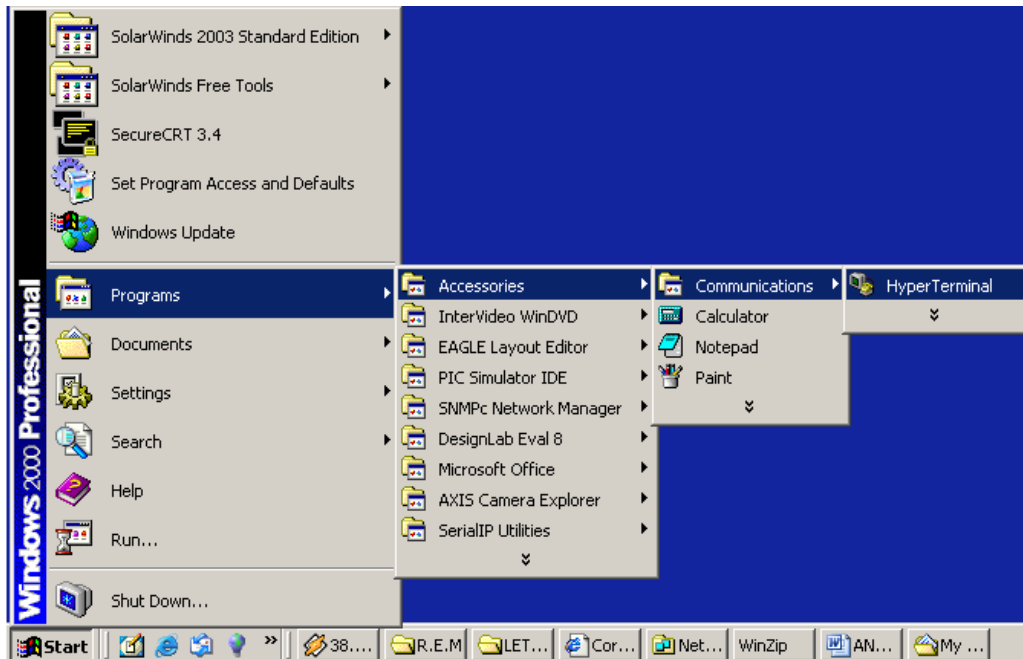 SolarWinds 2003 Standard Edition
SolarWinds Free Tools
SecureCRT 3.4
Set Program Access and Defaults
Windows Update
Programs
Documents
Settings
Search
Help
Run...
Shut Down...
Windows 2000 Professional
Accessories
InterVideo WinDVD
EAGLE Layout Editor
PIC Simulator IDE
SNMPc Network Manager
DesignLab Eval 8
Microsoft Office
AXIS Camera Explorer
SerialIP Utilities
Communications
Calculator
Notepad
Paint
HyperTerminal
Start
38....
R.E.M
LET...
Cor...
Net...
WinZip
AN...
My ...